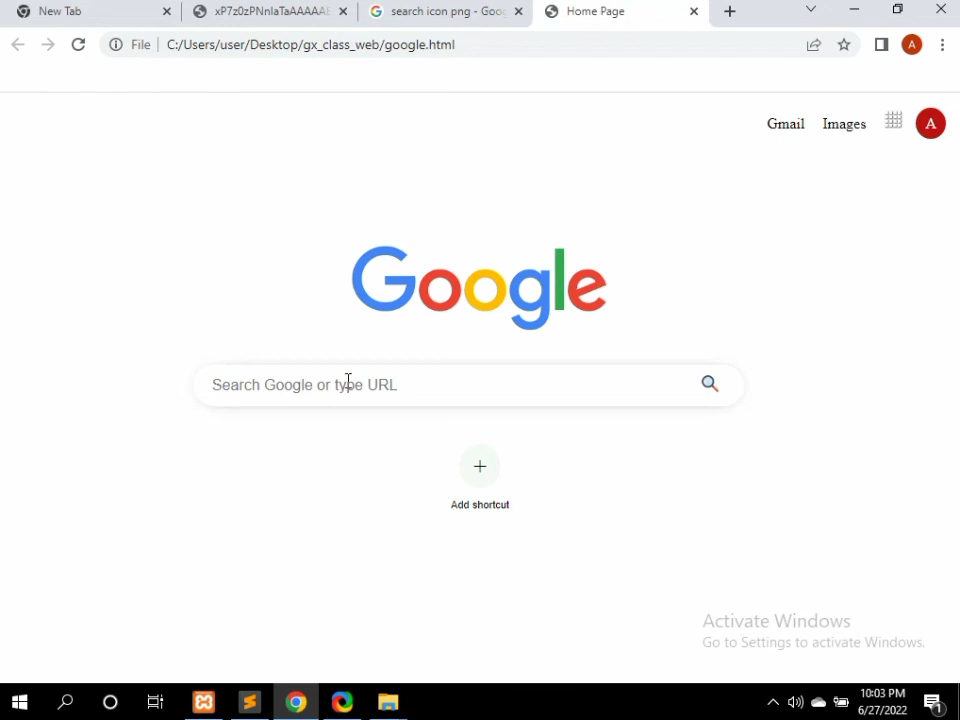 New Tab
xP7z0zPNnlaTaAAAAAE
search icon png - Goog
Home Page
File
C:/Users/user/Desktop/gx_class_web/google.html
A
Gmail
Images
A
Google
Search Google or type URL
+
Add shortcut
Activate Windows
Go to Settings to activate Windows.
10:03 PM
6/27/2022
1